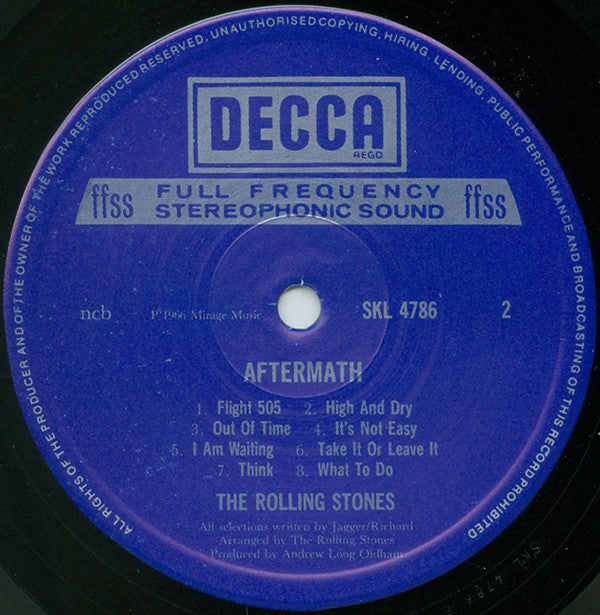 ALL RIGHTS OF THE PRODUCER AND OF THE OWNER OF THE WORK REPRODUCED RESERVED. UNAUTHORISED COPYING, HIRING, LENDING, PUBLIC PERFORMANCE AND BROADCASTING OF THIS RECORD PROHIBITED
DECCA
REGD
ffss FULL FREQUENCY STEREOPHONIC SOUND ffss
ncb P 1966 Mirage Music SKL 4786 2
AFTERMATH
1. Flight 505 2. High And Dry
3. Out Of Time 4. It's Not Easy
5. I Am Waiting 6. Take It Or Leave It
7. Think 8. What To Do
THE ROLLING STONES
All selections written by Jagger/Richard
Arranged by The Rolling Stones
Produced by Andrew Long Oldham